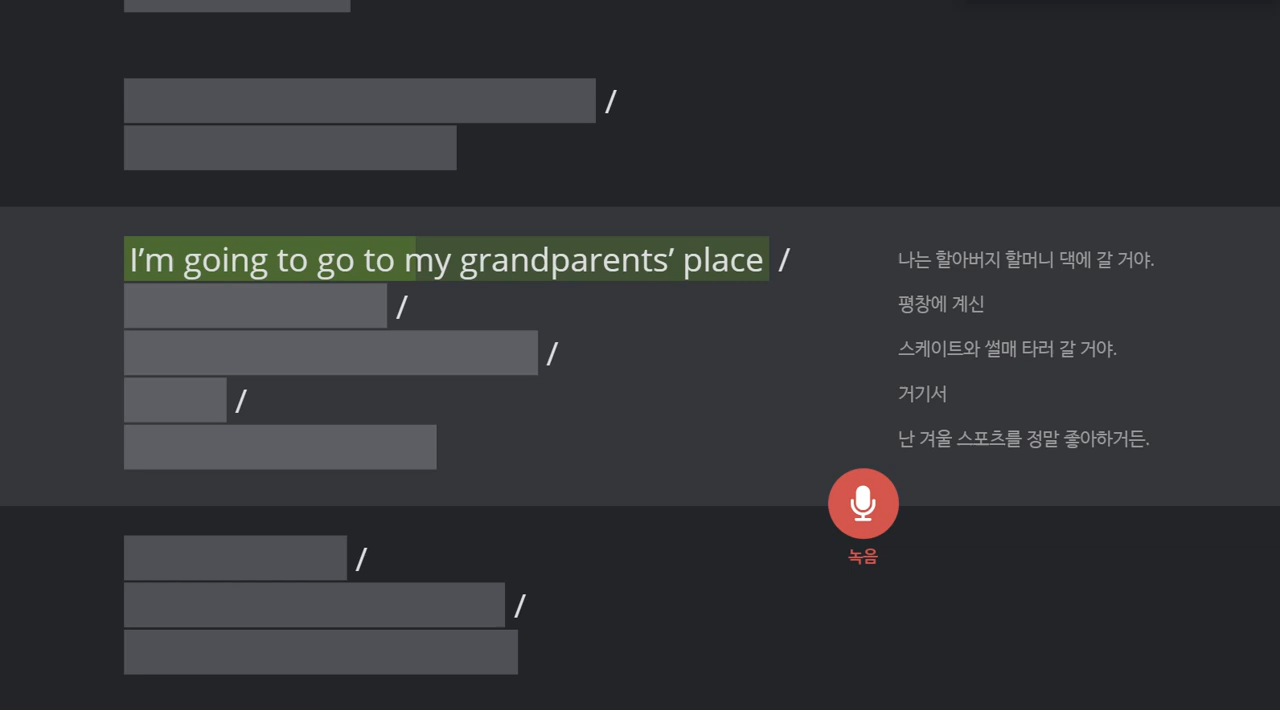 /
I’m going to go to my grandparents’ place /
나는 할아버지 할머니 댁에 갈 거야.
/
평창에 계신
/
스케이트와 썰매 타러 갈 거야.
/
거기서
난 겨울 스포츠를 정말 좋아하거든.
녹음
/
/